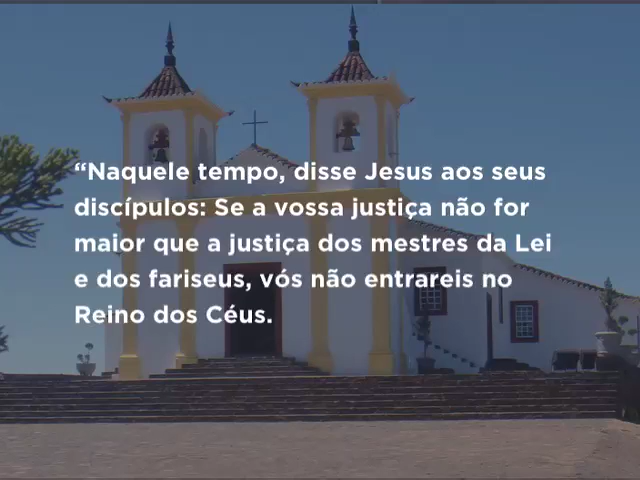 “Naquele tempo, disse Jesus aos seus
discípulos: Se a vossa justiça não for
maior que a justiça dos mestres da Lei
e dos fariseus, vós não entrareis no
Reino dos Céus.